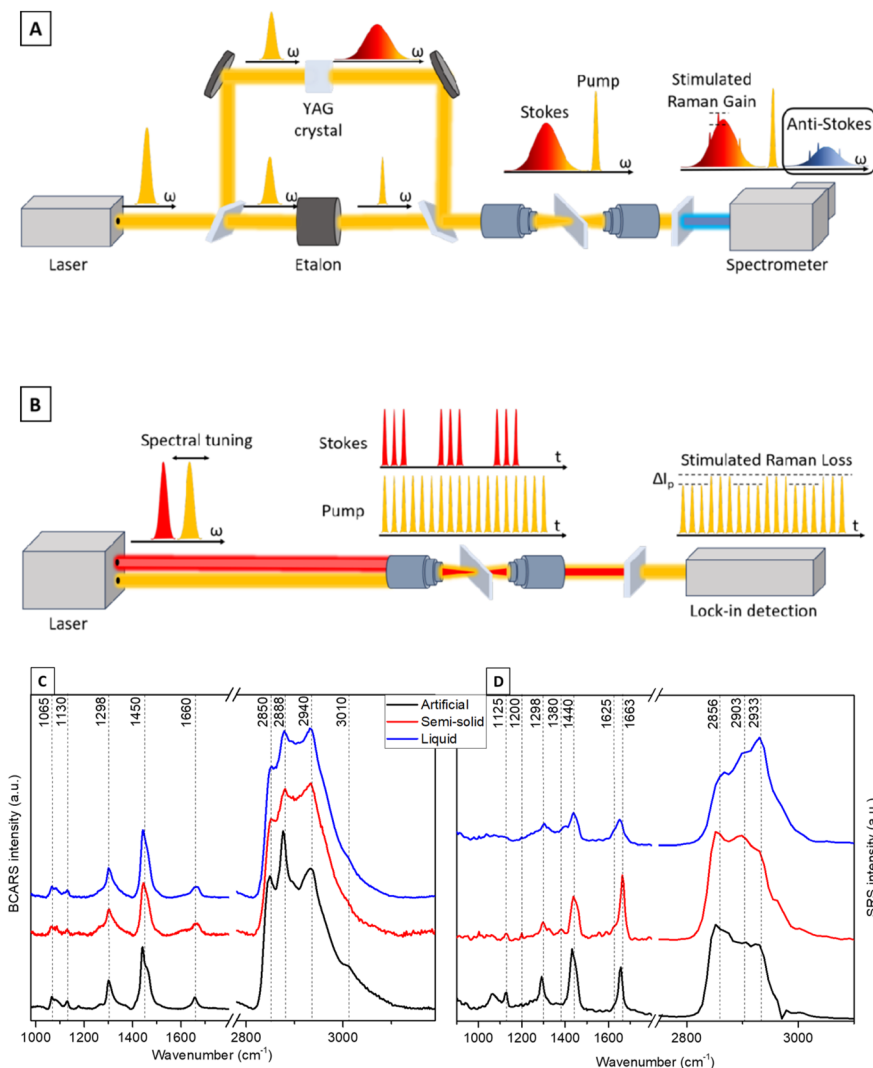 A
ω
ω
YAG
crystal
ω
ω
ω
Laser
Etalon
Stokes
Pump
ω
Stimulated
Raman Gain
Anti-Stokes
ω
Spectrometer
B
Spectral tuning
ω
Stokes
t
Pump
t
Stimulated Raman Loss
ΔIp
t
Laser
Lock-in detection
C
1065
1130
1298
1450
1660
2850
2888
2940
3010
Artificial
Semi-solid
Liquid
BCARS intensity (a.u.)
1000 1200 1400 1600 2800 3000
Wavenumber (cm-1)
D
1125
1200
1298
1380
1440
1625
1663
2856
2903
2933
SRS intensity (a.u.)
1000 1200 1400 1600 2800 3000
Wavenumber (cm-1)